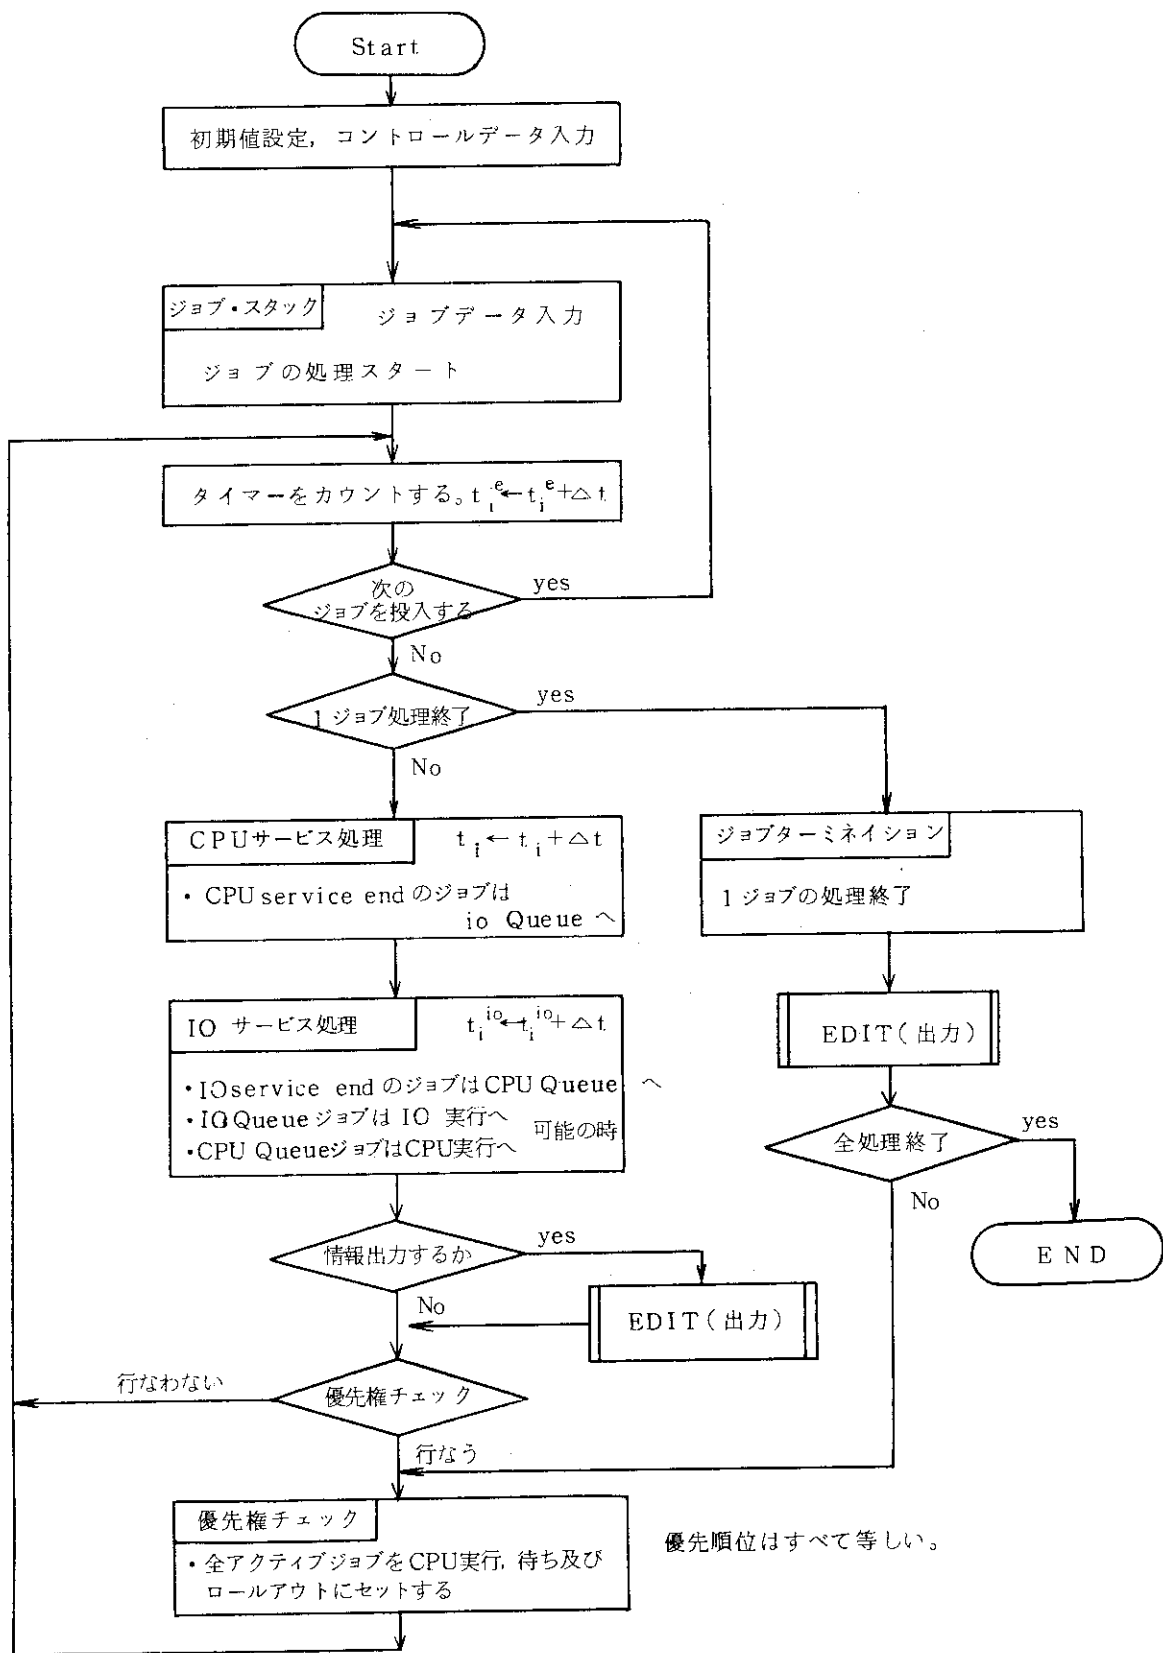 Start
初期値設定, コントロールデータ入力
ジョブ・スタック
ジョブデータ入力
ジョブの処理スタート
タイマーをカウントする。t_i^e←t_i^e+△t
次の
ジョブを投入する
yes
No
1ジョブ処理終了
yes
No
CPUサービス処理
t_i←t_i+△t
・CPU service end のジョブは
io Queue へ
ジョブターミネイション
1ジョブの処理終了
IO サービス処理
t_i^io←t_i^io+△t
・IO service end のジョブはCPU Queue へ
・IO Queue ジョブは IO 実行へ
可能の時
・CPU Queueジョブは CPU実行へ
EDIT(出力)
全処理終了
yes
No
END
情報出力するか
yes
No
EDIT(出力)
優先権チェック
行なわない
行なう
優先権チェック
・全アクティブジョブをCPU実行, 待ち及び
ロールアウトにセットする
優先順位はすべて等しい。